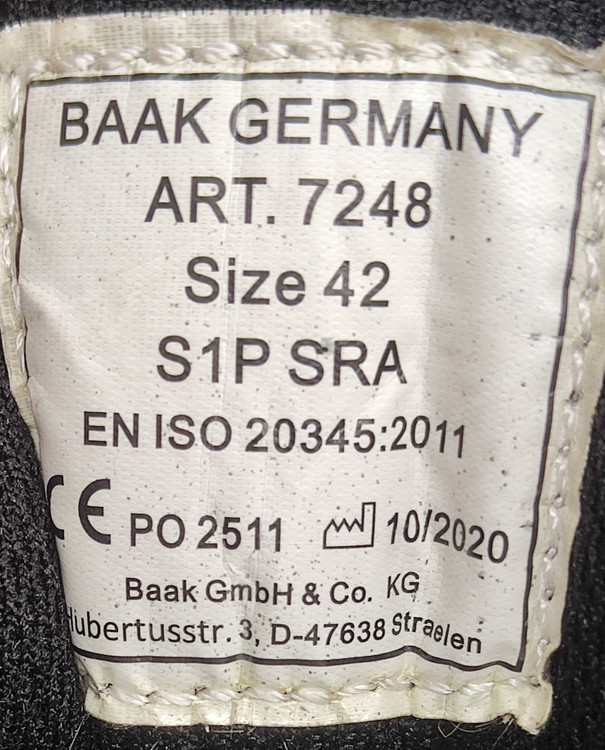 BAAK GERMANY
ART. 7248
Size 42
S1P SRA
EN ISO 20345:2011
CE PO 2511 10/2020
Baak GmbH & Co. KG
Hubertusstr. 3, D-47638 Straelen